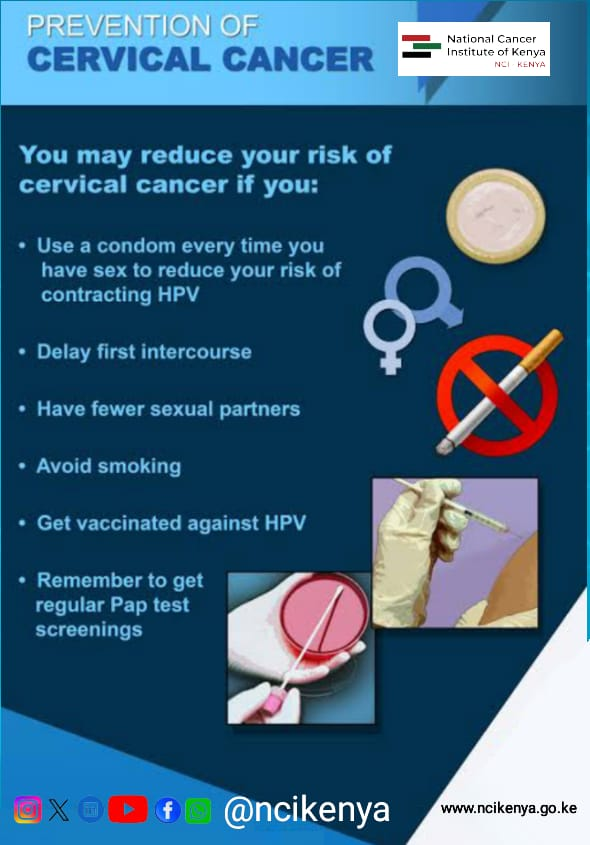 PREVENTION OF
CERVICAL CANCER
National Cancer
Institute of Kenya
NCI - KENYA
You may reduce your risk of
cervical cancer if you:
• Use a condom every time you
have sex to reduce your risk of
contracting HPV
• Delay first intercourse
• Have fewer sexual partners
• Avoid smoking
• Get vaccinated against HPV
• Remember to get
regular Pap test
screenings
@ncikenya
www.ncikenya.go.ke